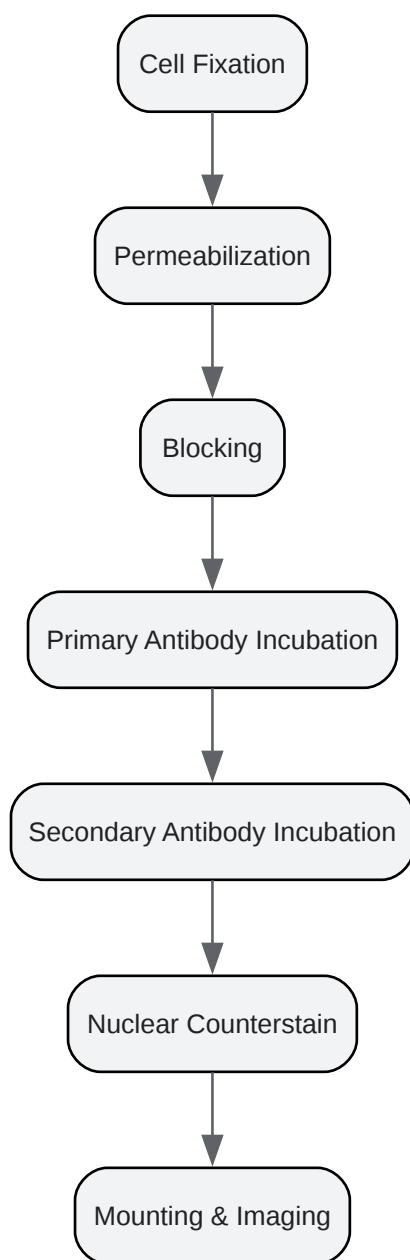 Cell Fixation
Permeabilization
Blocking
Primary Antibody Incubation
Secondary Antibody Incubation
Nuclear Counterstain
Mounting & Imaging